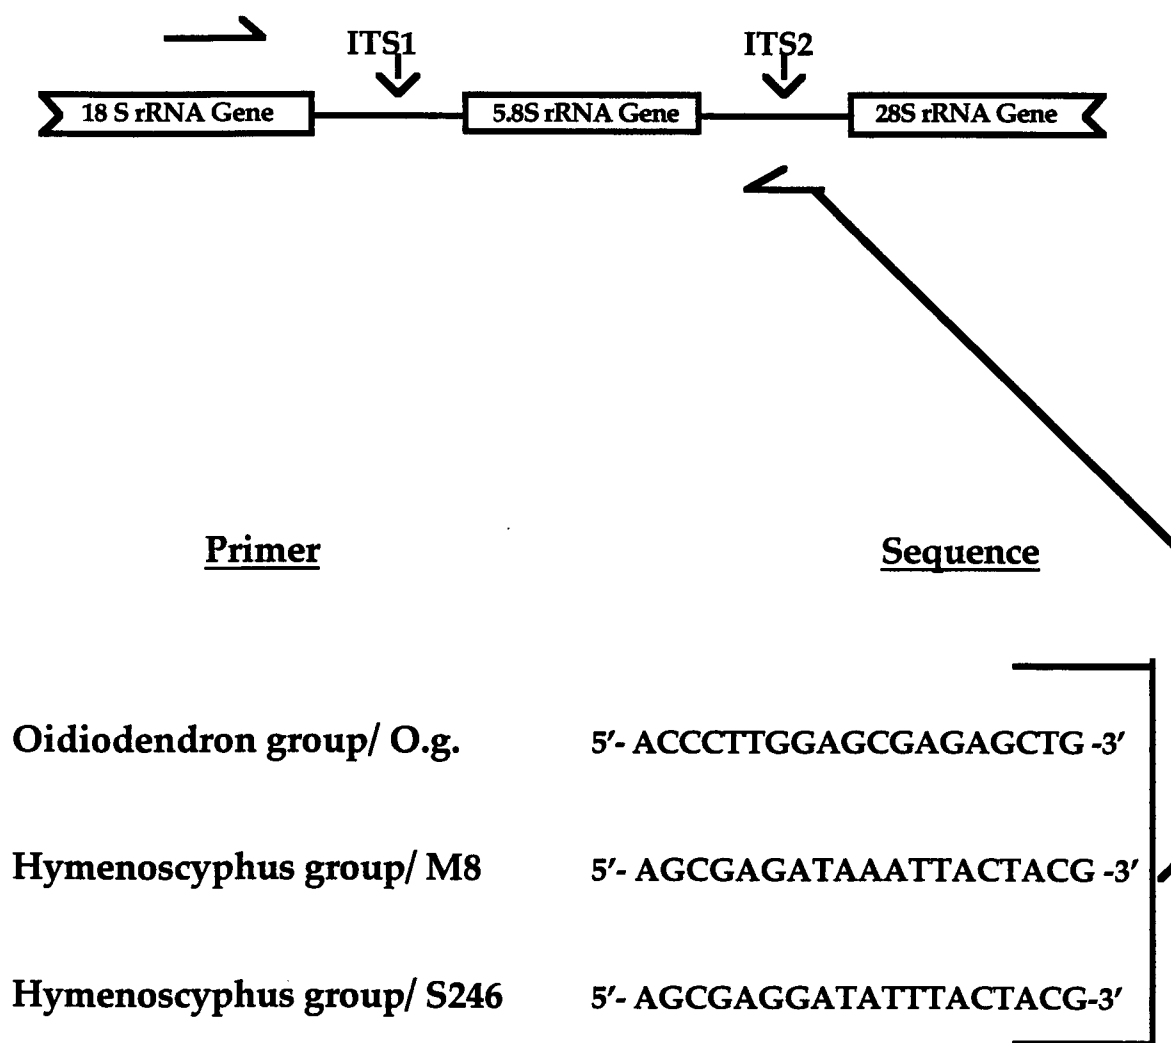 ITS1 ITS2
18 S rRNA Gene 5.8S rRNA Gene 28S rRNA Gene
Primer Sequence
Oidiodendron group/ O.g. 5′- ACCCTTGGAGCGAGAGCTG -3′
Hymenoscyphus group/ M8 5′- AGCGAGATAAATTACTACG -3′
Hymenoscyphus group/ S246 5′- AGCGAGGATATTTACTACG-3′